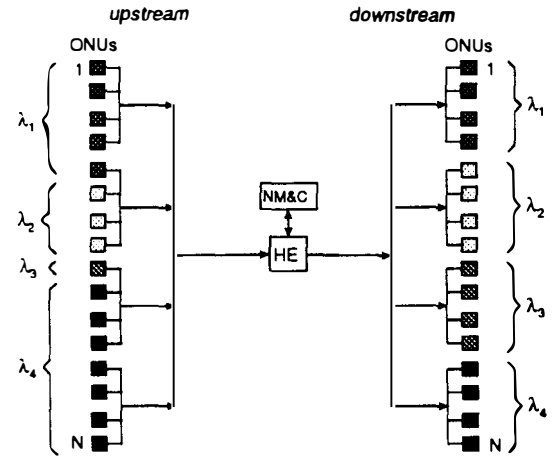 upstream downstream
ONUs ONUs
1 1
λ1 λ1
λ2 λ2
NM&C
HE
λ3 λ3
λ4 λ4
N N